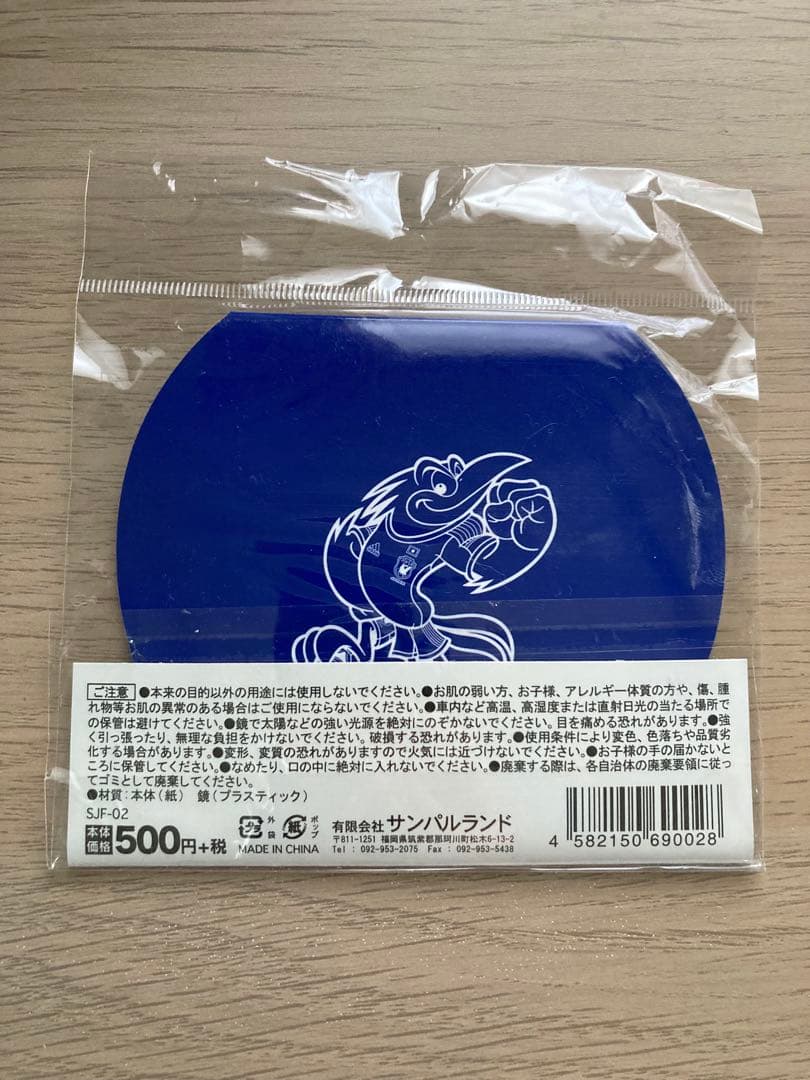 ご注意 ●本来の目的以外の用途には使用しないでください。●お肌の弱い方、お子様、アレルギー体質の方や、傷、腫
れ物等お肌の異常のある場合はご使用にならないでください。●車内など高温、高湿度または直射日光の当たる場所で
の保管は避けてください。●鏡で太陽などの強い光源を絶対にのぞかないでください。目を痛める恐れがあります。●強
く引っ張ったり、無理な負担をかけないでください。破損する恐れがあります。●使用条件により変色、色落ちや品質劣
化する場合があります。●変形、変質の恐れがありますので火気には近づけないでください。●お子様の手の届かないと
ころに保管してください。●なめたり、口の中に絶対に入れないでください。●廃棄する際は、各自治体の廃棄要領に従っ
てゴミとして廃棄してください。
●材質：本体（紙）　鏡（プラスティック）
SJF-02
本体価格 500円+税
プラ 外袋 紙 ポップ
MADE IN CHINA
有限会社 サンパルランド
〒811-1251 福岡県筑紫郡那珂川町松木6-13-2
Tel : 092-953-2075 Fax : 092-953-5438
4 582150 690028